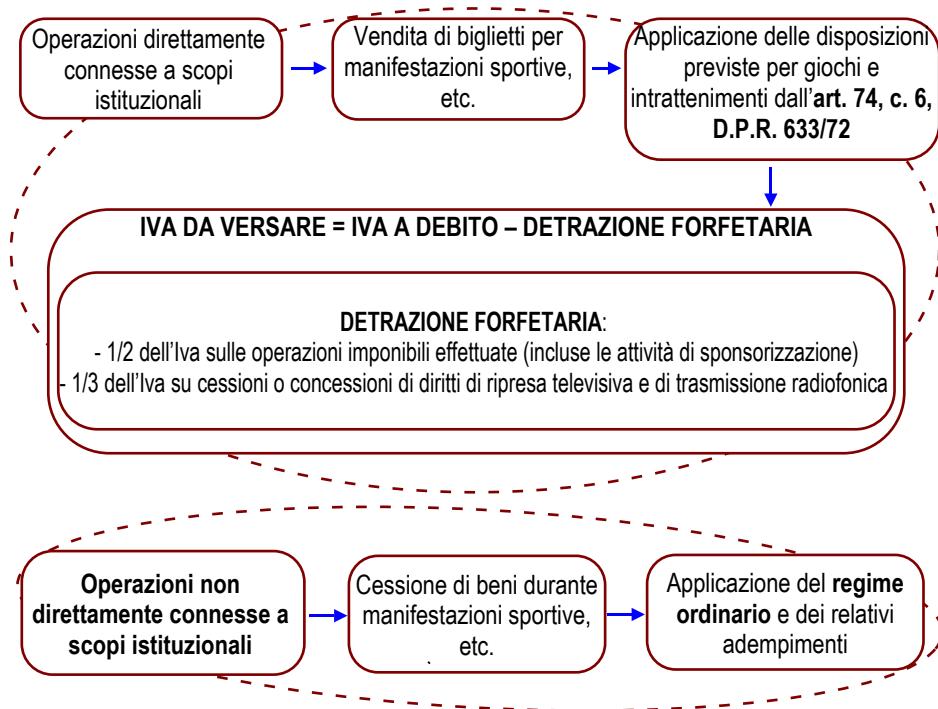 Operazioni direttamente
connesse a scopi
istituzionali
Vendita di biglietti per
manifestazioni sportive,
etc.
Applicazione delle disposizioni
previste per giochi e
intrattenimenti dall'art. 74, c. 6,
D.P.R. 633/72
IVA DA VERSARE = IVA A DEBITO – DETRAZIONE FORFETARIA
DETRAZIONE FORFETARIA:
- 1/2 dell'Iva sulle operazioni imponibili effettuate (incluse le attività di sponsorizzazione)
- 1/3 dell'Iva su cessioni o concessioni di diritti di ripresa televisiva e di trasmissione radiofonica
Operazioni non
direttamente connesse a
scopi istituzionali
Cessione di beni durante
manifestazioni sportive,
etc.
Applicazione del regime
ordinario e dei relativi
adempimenti